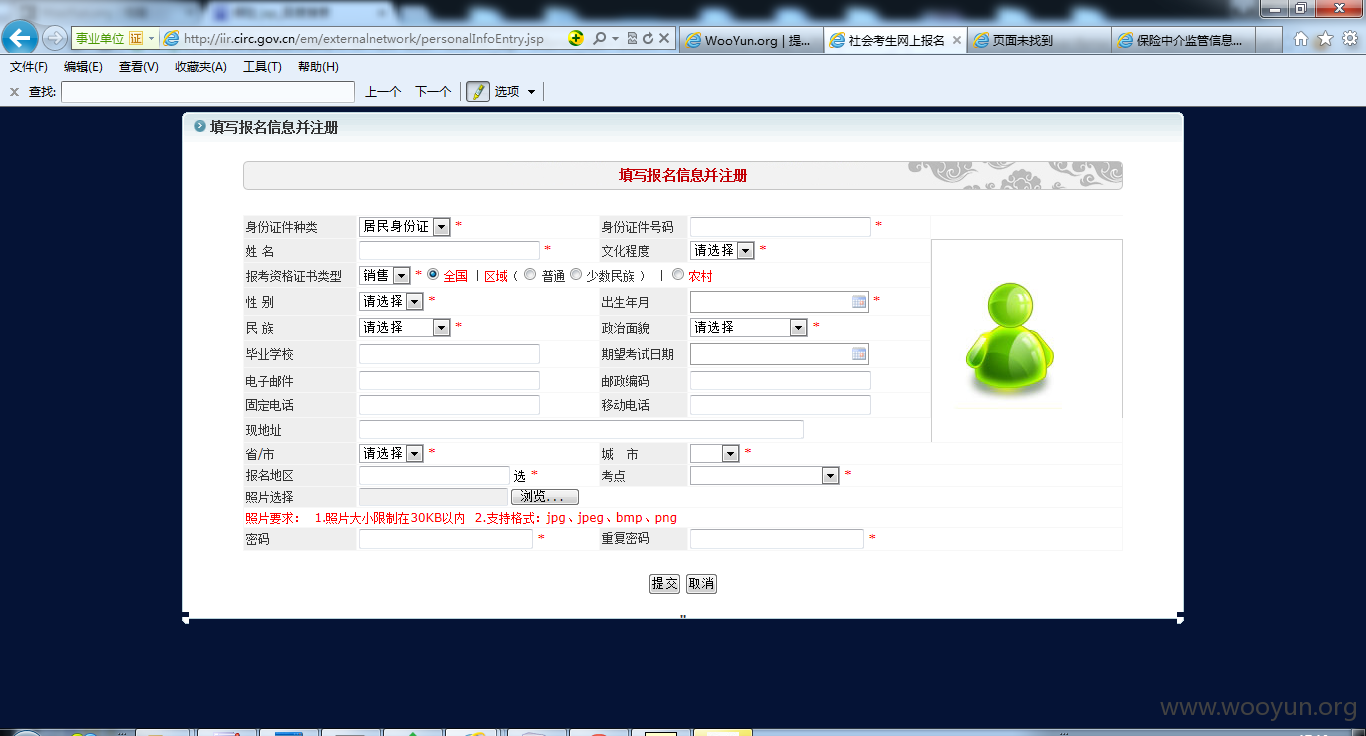 事业单位 证 http://iir.circ.gov.cn/em/externalnetwork/personalInfoEntry.jsp WooYun.org | 提... 社会考生网上报名 页面未找到 保险中介监管信息...
文件(F) 编辑(E) 查看(V) 收藏夹(A) 工具(T) 帮助(H)
查找: 上一个 下一个 选项
填写报名信息并注册
填写报名信息并注册
身份证件种类 居民身份证 * 身份证件号码 *
姓 名 * 文化程度 请选择 *
报考资格证书类型 销售 * 全国 | 区域 ( 普通 少数民族 ) | 农村
性 别 请选择 * 出生年月 *
民 族 请选择 * 政治面貌 请选择 *
毕业学校 期望考试日期
电子邮件 邮政编码
固定电话 移动电话
现地址
省/市 请选择 * 城 市 *
报名地区 选 * 考点 *
照片选择 浏览...
照片要求: 1.照片大小限制在30KB以内 2.支持格式: jpg、jpeg、bmp、png
密码 * 重复密码 *
提交 取消
www.wooyun.org